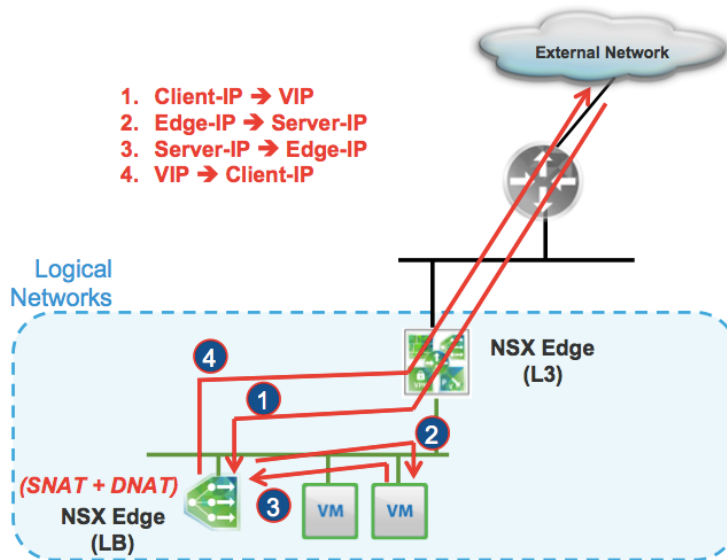 External Network
1. Client-IP ➔ VIP
2. Edge-IP ➔ Server-IP
3. Server-IP ➔ Edge-IP
4. VIP ➔ Client-IP
Logical
Networks
NSX Edge
(L3)
4
1
2
(SNAT + DNAT)
3
VM
VM
NSX Edge
(LB)